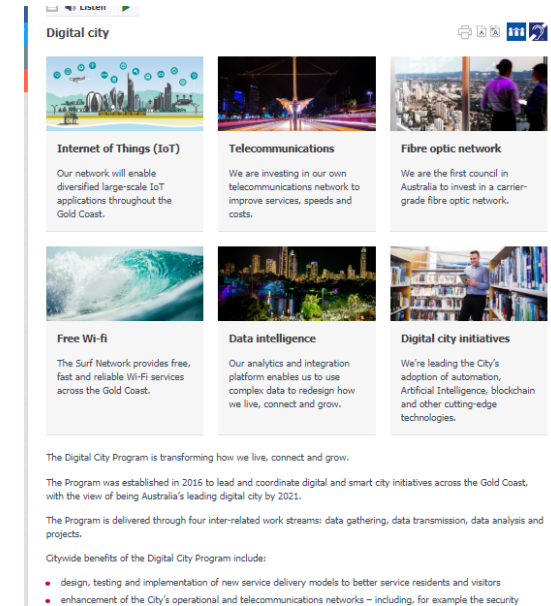 Listen
Digital city
A A
Internet of Things (IoT)
Our network will enable
diversified large-scale IoT
applications throughout the
Gold Coast.
Telecommunications
We are investing in our own
telecommunications network to
improve services, speeds and
costs.
Fibre optic network
We are the first council in
Australia to invest in a carrier-
grade fibre optic network.
Free Wi-fi
The Surf Network provides free,
fast and reliable Wi-Fi services
across the Gold Coast.
Data intelligence
Our analytics and integration
platform enables us to use
complex data to redesign how
we live, connect and grow.
Digital city initiatives
We're leading the City's
adoption of automation,
Artificial Intelligence, blockchain
and other cutting-edge
technologies.
The Digital City Program is transforming how we live, connect and grow.
The Program was established in 2016 to lead and coordinate digital and smart city initiatives across the Gold Coast,
with the view of being Australia's leading digital city by 2021.
The Program is delivered through four inter-related work streams: data gathering, data transmission, data analysis and
projects.
Citywide benefits of the Digital City Program include:
design, testing and implementation of new service delivery models to better service residents and visitors
enhancement of the City's operational and telecommunications networks – including, for example the security